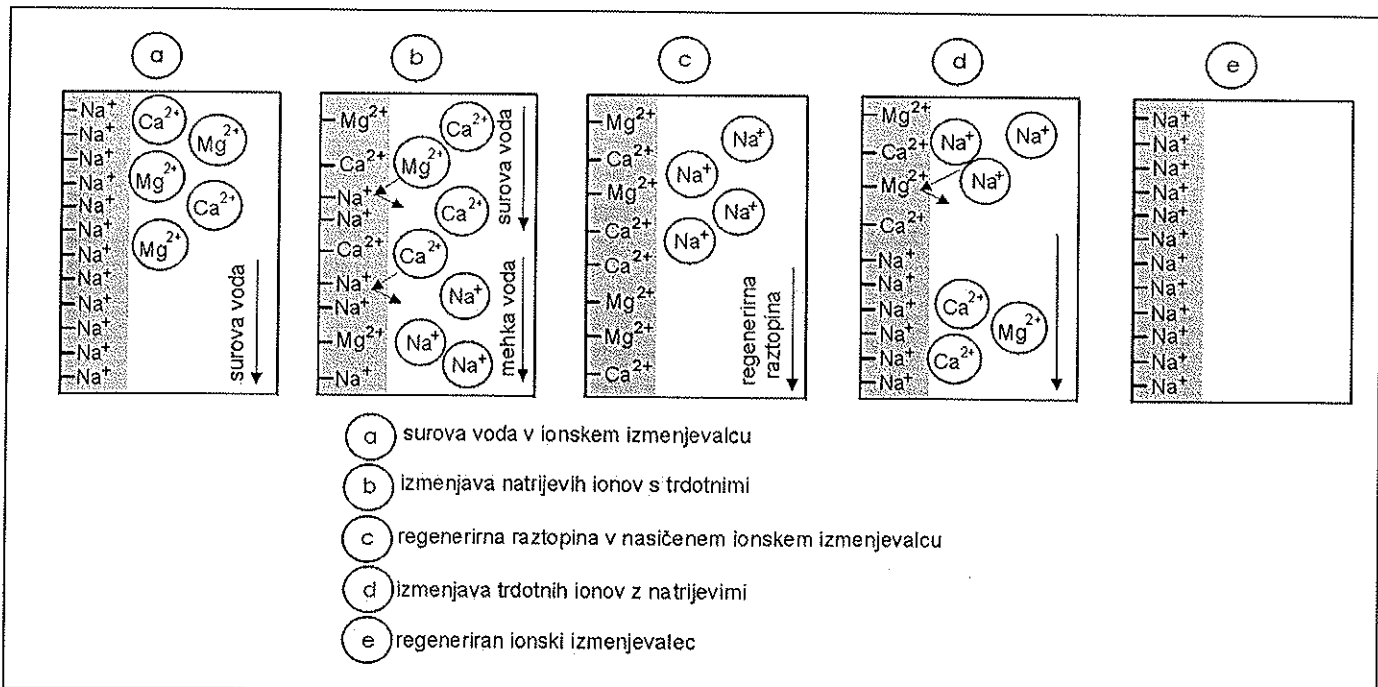 a
Na⁺
Na⁺
Na⁺
Na⁺
Na⁺
Na⁺
Na⁺
Na⁺
Na⁺
Na⁺
Na⁺
Na⁺
Ca²⁺
Mg²⁺
Mg²⁺
Ca²⁺
Mg²⁺
surova voda
b
Mg²⁺
Ca²⁺
Na⁺
Na⁺
Ca²⁺
Na⁺
Na⁺
Mg²⁺
Na⁺
Ca²⁺
Mg²⁺
Ca²⁺
Ca²⁺
Na⁺
Na⁺
Na⁺
surova voda
mehka voda
c
Mg²⁺
Ca²⁺
Mg²⁺
Ca²⁺
Ca²⁺
Mg²⁺
Mg²⁺
Ca²⁺
Na⁺
Na⁺
Na⁺
Na⁺
regenerirna
raztopina
d
Mg²⁺
Ca²⁺
Mg²⁺
Ca²⁺
Na⁺
Na⁺
Na⁺
Na⁺
Na⁺
Na⁺
Na⁺
Na⁺
Na⁺
Ca²⁺
Mg²⁺
Ca²⁺
e
Na⁺
Na⁺
Na⁺
Na⁺
Na⁺
Na⁺
Na⁺
Na⁺
Na⁺
Na⁺
Na⁺
Na⁺
a surova voda v ionskem izmenjevalcu
b izmenjava natrijevih ionov s trdotnimi
c regenerirna raztopina v nasičenem ionskem izmenjevalcu
d izmenjava trdotnih ionov z natrijevimi
e regeneriran ionski izmenjevalec